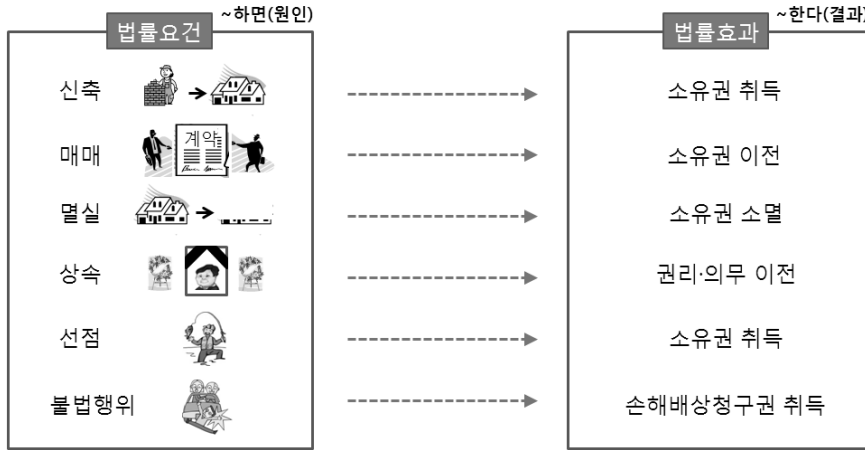 ~하면(원인)
법률요건
~한다(결과)
법률효과
신축
소유권 취득
매매
계약
소유권 이전
멸실
소유권 소멸
상속
권리·의무 이전
선점
소유권 취득
불법행위
손해배상청구권 취득